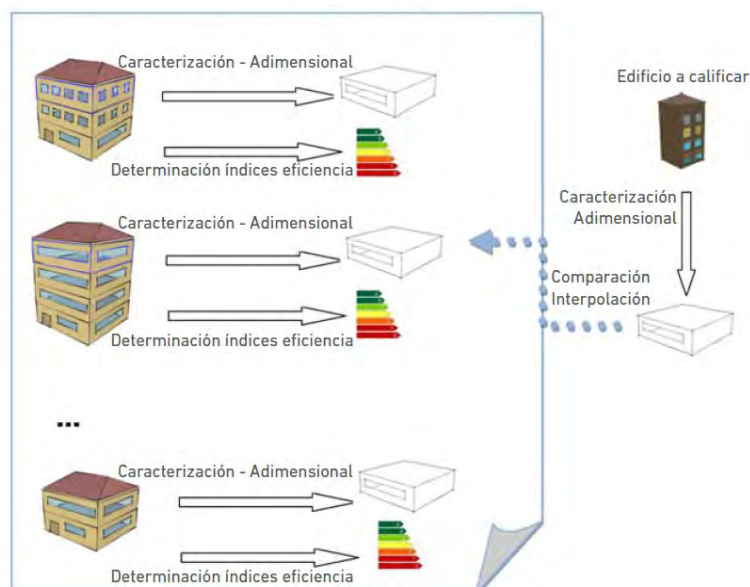 Caracterización - Adimensional
Determinación índices eficiencia
Caracterización - Adimensional
Determinación índices eficiencia
...
Caracterización - Adimensional
Determinación índices eficiencia
Edificio a calificar
Caracterización
Adimensional
Comparación
Interpolación